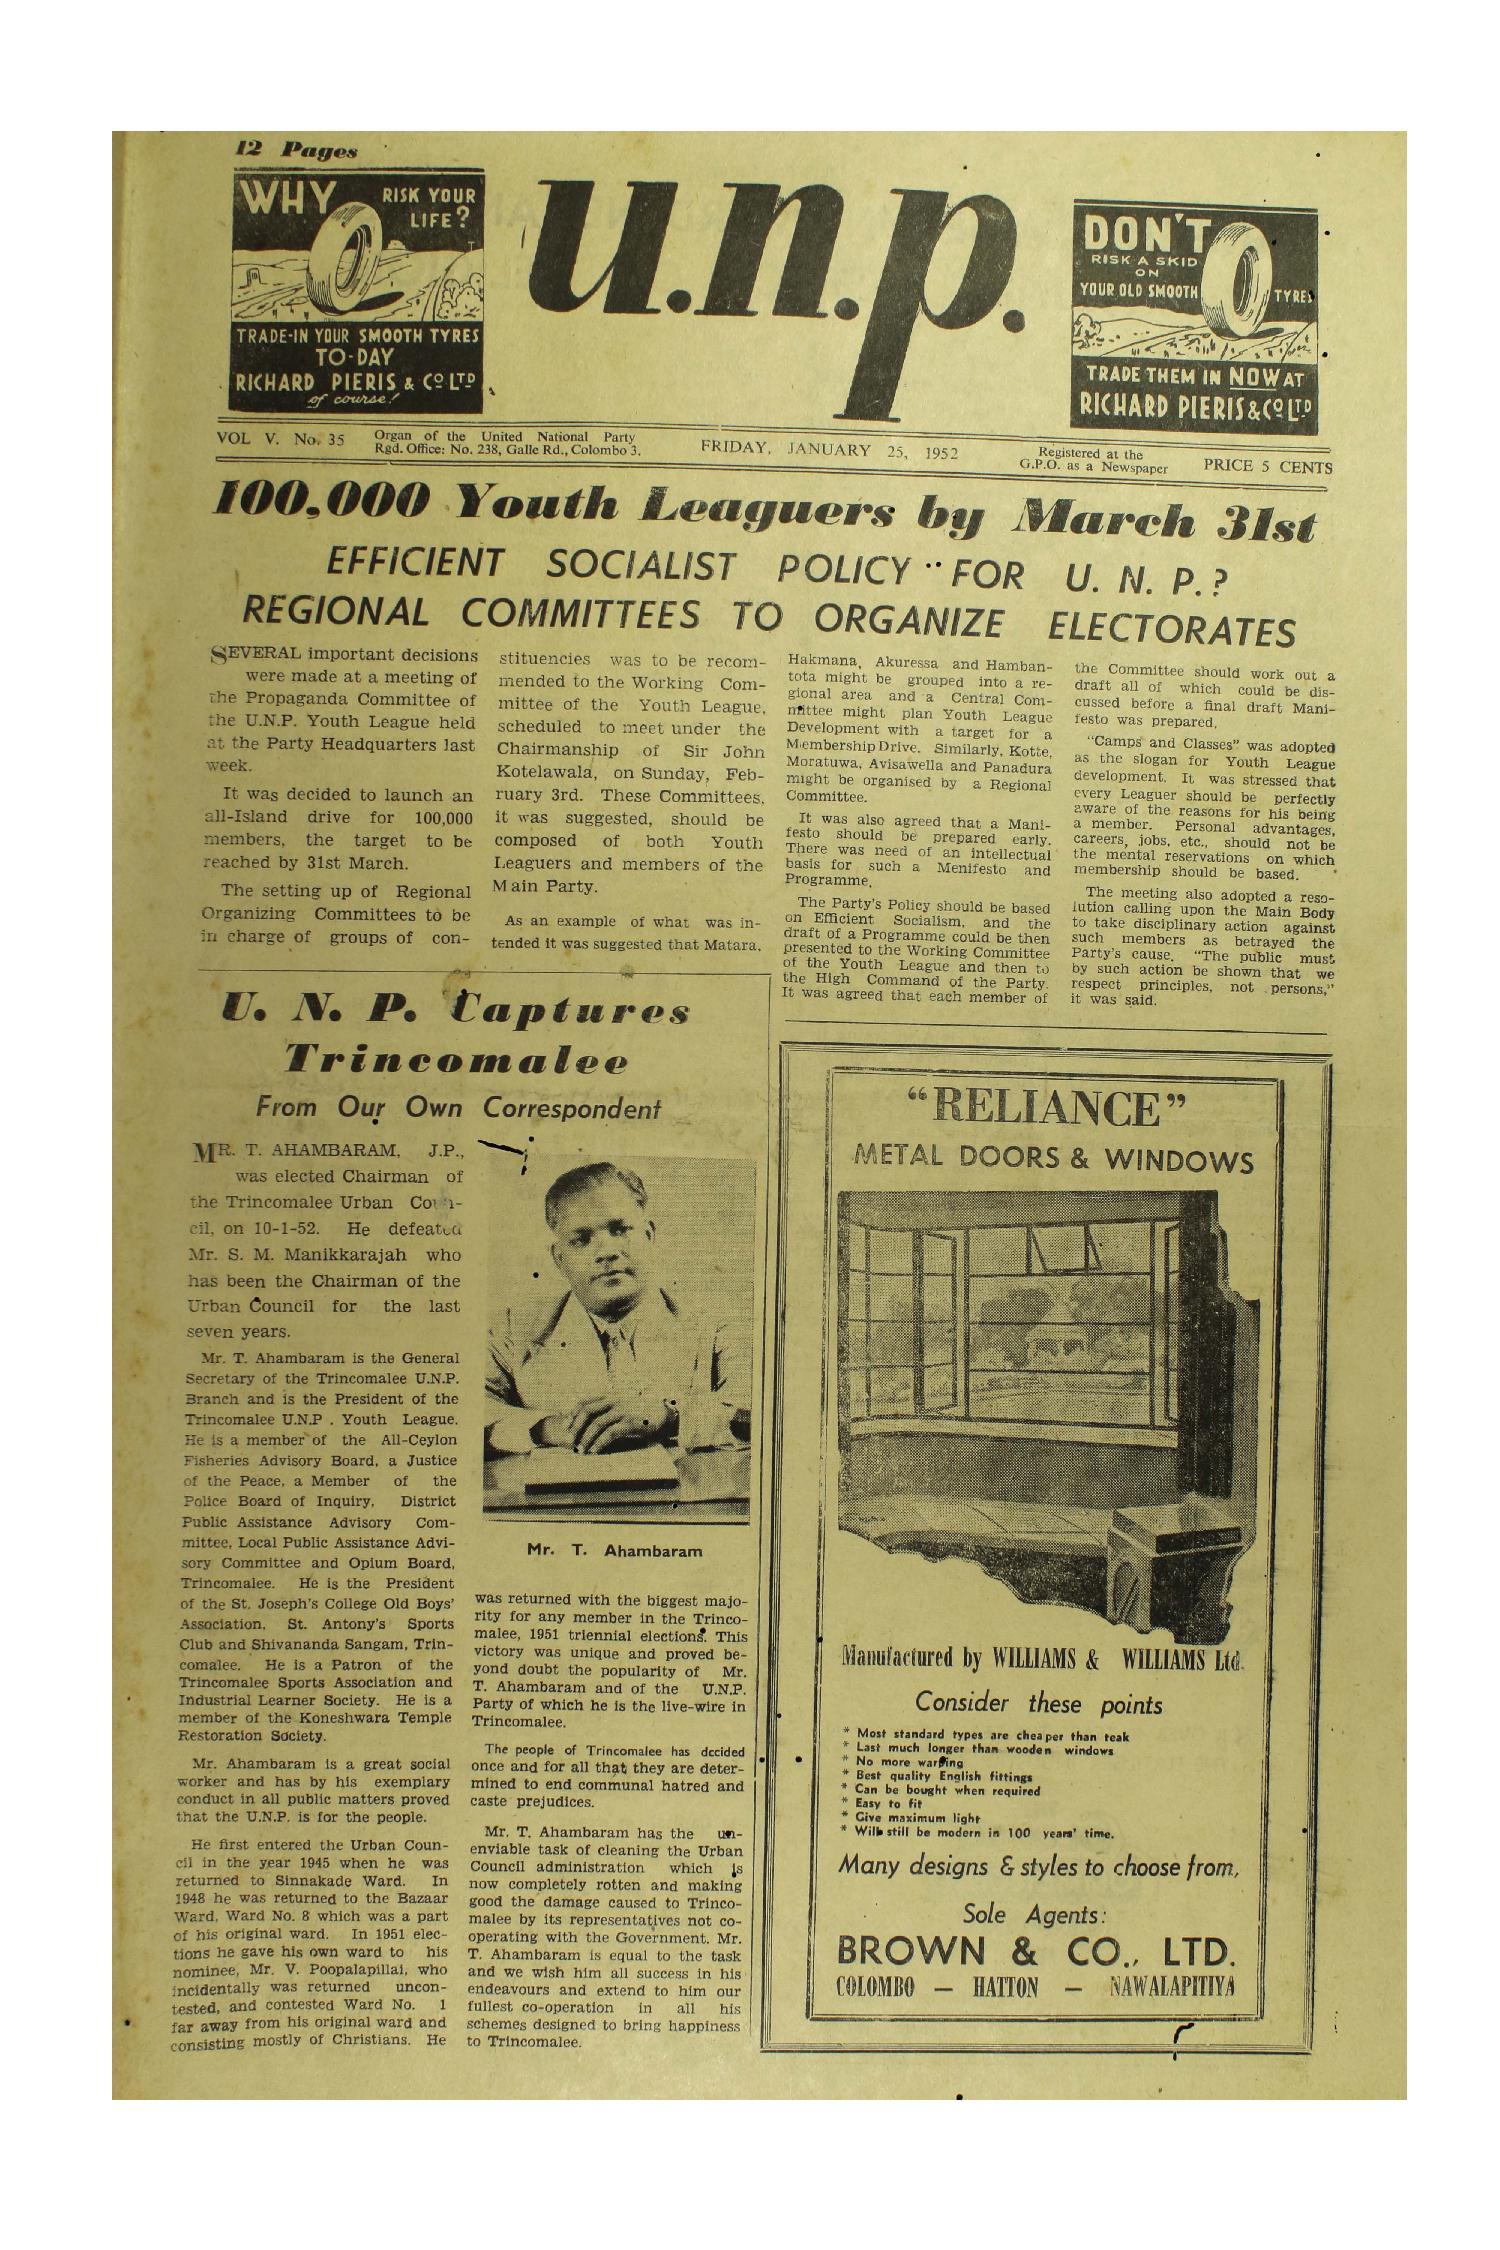 12 Pages
WHY RISK YOUR
LIFE?
TRADE-IN YOUR SMOOTH TYRES
TO-DAY
RICHARD PIERIS & CO LTD
of course!
u.n.p.
DON'T
RISK A SKID
ON
YOUR OLD SMOOTH TYRES
TRADE THEM IN NOW AT
RICHARD PIERIS & CO LTD
VOL V. No. 35
Organ of the United National Party
Rgd. Office: No. 238, Galle Rd., Colombo 3.
FRIDAY, JANUARY 25, 1952
Registered at the
G.P.O. as a Newspaper
PRICE 5 CENTS
100,000 Youth Leaguers by March 31st
EFFICIENT SOCIALIST POLICY FOR U. N. P.?
REGIONAL COMMITTEES TO ORGANIZE ELECTORATES
SEVERAL important decisions
were made at a meeting of
the Propaganda Committee of
the U.N.P. Youth League held
at the Party Headquarters last
week.
It was decided to launch an
all-Island drive for 100,000
members, the target to be
reached by 31st March.
The setting up of Regional
Organizing Committees to be
in charge of groups of con-
stituencies was to be recom-
mended to the Working Com-
mittee of the Youth League,
scheduled to meet under the
Chairmanship of Sir John
Kotelawala, on Sunday, Feb-
ruary 3rd. These Committees,
it was suggested, should be
composed of both Youth
Leaguers and members of the
Main Party.
As an example of what was in-
tended it was suggested that Matara,
Hakmana, Akuressa and Hamban-
tota might be grouped into a re-
gional area and a Central Com-
mittee might plan Youth League
Development with a target for a
Membership Drive. Similarly, Kotte,
Moratuwa, Avisawella and Panadura
might be organised by a Regional
Committee.
It was also agreed that a Mani-
festo should be prepared early.
There was need of an intellectual
basis for such a Menifesto and
Programme.
The Party's Policy should be based
on Efficient Socialism, and the
draft of a Programme could be then
presented to the Working Committee
of the Youth League and then to
the High Command of the Party.
It was agreed that each member of
the Committee should work out a
draft all of which could be dis-
cussed before a final draft Mani-
festo was prepared.
"Camps and Classes" was adopted
as the slogan for Youth League
development. It was stressed that
every Leaguer should be perfectly
aware of the reasons for his being
a member. Personal advantages,
careers, jobs, etc., should not be
the mental reservations on which
membership should be based.
The meeting also adopted a reso-
lution calling upon the Main Body
to take disciplinary action against
such members as betrayed the
Party's cause. "The public must
by such action be shown that we
respect principles, not persons,"
it was said.
U. N. P. Captures
Trincomalee
From Our Own Correspondent
MR. T. AHAMBARAM, J.P.,
was elected Chairman of
the Trincomalee Urban Coun-
cil, on 10-1-52. He defeated
Mr. S. M. Manikkarajah who
has been the Chairman of the
Urban Council for the last
seven years.
Mr. T. Ahambaram is the General
Secretary of the Trincomalee U.N.P.
Branch and is the President of the
Trincomalee U.N.P. Youth League.
He is a member of the All-Ceylon
Fisheries Advisory Board, a Justice
of the Peace, a Member of the
Police Board of Inquiry, District
Public Assistance Advisory Com-
mittee, Local Public Assistance Advi-
sory Committee and Opium Board,
Trincomalee. He is the President
of the St. Joseph's College Old Boys'
Association, St. Antony's Sports
Club and Shivananda Sangam, Trin-
comalee. He is a Patron of the
Trincomalee Sports Association and
Industrial Learner Society. He is a
member of the Koneshwara Temple
Restoration Society.
Mr. Ahambaram is a great social
worker and has by his exemplary
conduct in all public matters proved
that the U.N.P. is for the people.
He first entered the Urban Coun-
cil in the year 1945 when he was
returned to Sinnakade Ward. In
1948 he was returned to the Bazaar
Ward, Ward No. 8 which was a part
of his original ward. In 1951 elec-
tions he gave his own ward to his
nominee, Mr. V. Poopalapillai, who
incidentally was returned uncon-
tested, and contested Ward No. 1
far away from his original ward and
consisting mostly of Christians. He
Mr. T. Ahambaram
was returned with the biggest majo-
rity for any member in the Trinco-
malee, 1951 triennial elections. This
victory was unique and proved be-
yond doubt the popularity of Mr.
T. Ahambaram and of the U.N.P.
Party of which he is the live-wire in
Trincomalee.
The people of Trincomalee has decided
once and for all that they are deter-
mined to end communal hatred and
caste prejudices.
Mr. T. Ahambaram has the un-
enviable task of cleaning the Urban
Council administration which is
now completely rotten and making
good the damage caused to Trinco-
malee by its representatives not co-
operating with the Government. Mr.
T. Ahambaram is equal to the task
and we wish him all success in his
endeavours and extend to him our
fullest co-operation in all his
schemes designed to bring happiness
to Trincomalee.
"RELIANCE"
METAL DOORS & WINDOWS
Manufactured by WILLIAMS & WILLIAMS Ltd.
Consider these points
* Most standard types are cheaper than teak
* Last much longer than wooden windows
* No more warping
* Best quality English fittings
* Can be bought when required
* Easy to fit
* Give maximum light
* Will still be modern in 100 years' time.
Many designs & styles to choose from,
Sole Agents:
BROWN & CO., LTD.
COLOMBO — HATTON — NAWALAPITIYA